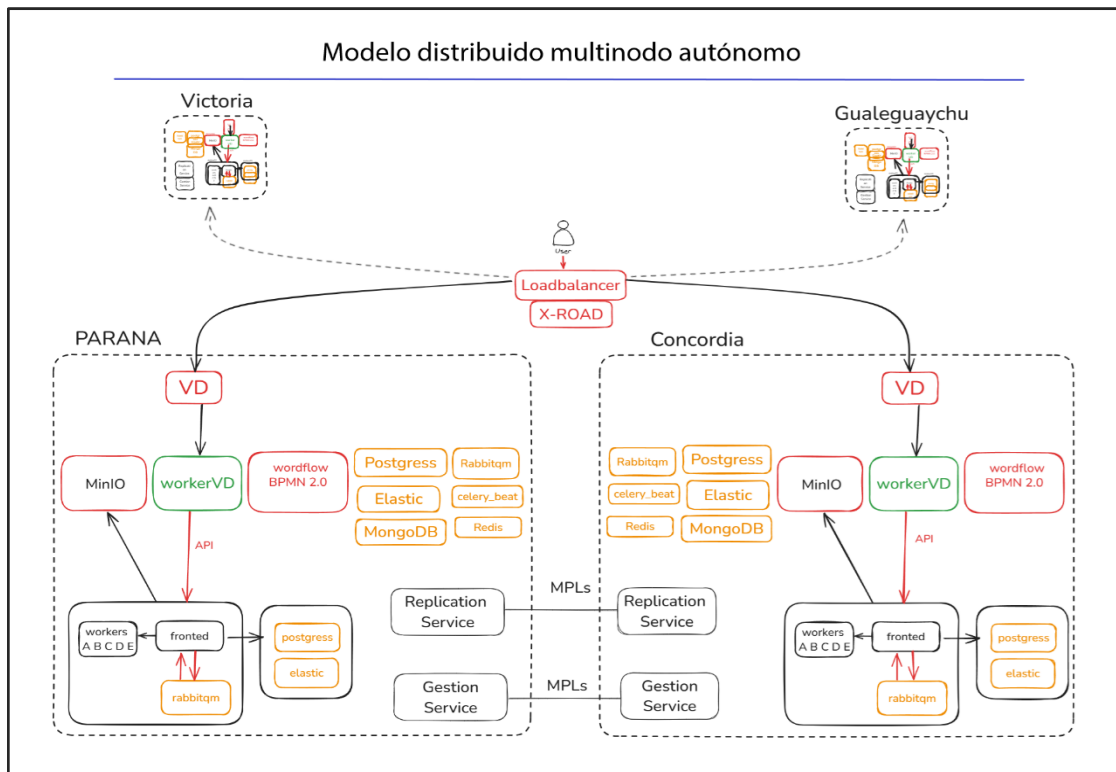 Modelo distribuido multinodo autónomo
Victoria
Gualeguaychu
User
Loadbalancer
X-ROAD
PARANA
VD
MinIO
workerVD
wordflow
BPMN 2.0
Postgress
Rabbitqm
Elastic
celery_beat
MongoDB
Redis
API
workers
A B C D E
fronted
rabbitqm
postgress
elastic
Replication
Service
Gestion
Service
MPLs
MPLs
Concordia
VD
Rabbitqm
Postgress
celery_beat
Elastic
Redis
MongoDB
MinIO
workerVD
wordflow
BPMN 2.0
API
Replication
Service
Gestion
Service
workers
A B C D E
fronted
rabbitqm
postgress
elastic